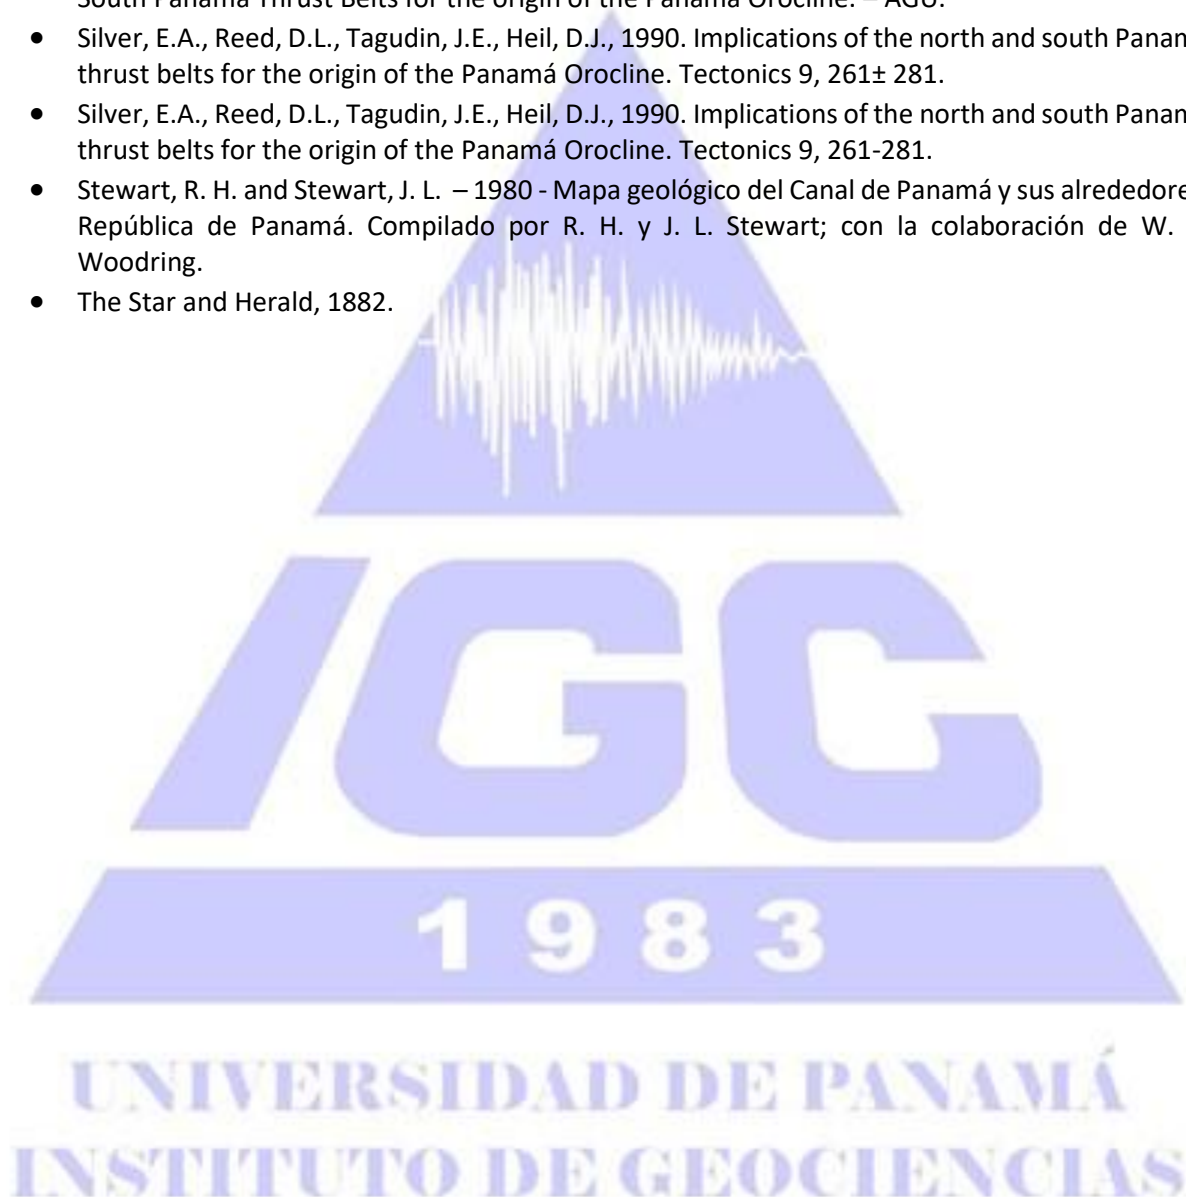 South Panama Thrust Belts for the origin of the Panama Orocline. – AGU.
• Silver, E.A., Reed, D.L., Tagudin, J.E., Heil, D.J., 1990. Implications of the north and south Panam
thrust belts for the origin of the Panamá Orocline. Tectonics 9, 261± 281.
• Silver, E.A., Reed, D.L., Tagudin, J.E., Heil, D.J., 1990. Implications of the north and south Panam
thrust belts for the origin of the Panamá Orocline. Tectonics 9, 261-281.
• Stewart, R. H. and Stewart, J. L. – 1980 - Mapa geológico del Canal de Panamá y sus alrededore
República de Panamá. Compilado por R. H. y J. L. Stewart; con la colaboración de W.
Woodring.
• The Star and Herald, 1882.
IGC
1983
UNIVERSIDAD DE PANAMÁ
INSTITUTO DE GEOCIENCIAS